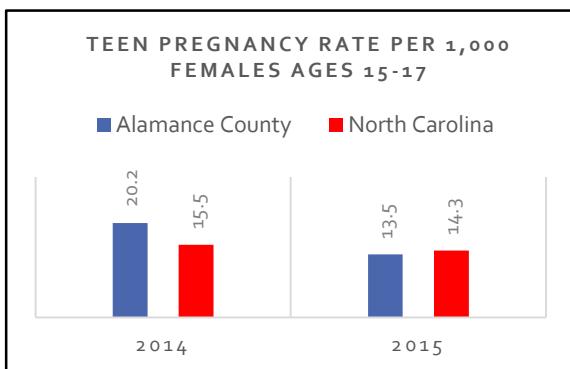 TEEN PREGNANCY RATE PER 1,000
FEMALES AGES 15-17
Alamance County North Carolina
20.2
15.5
13.5
14.3
2014 2015